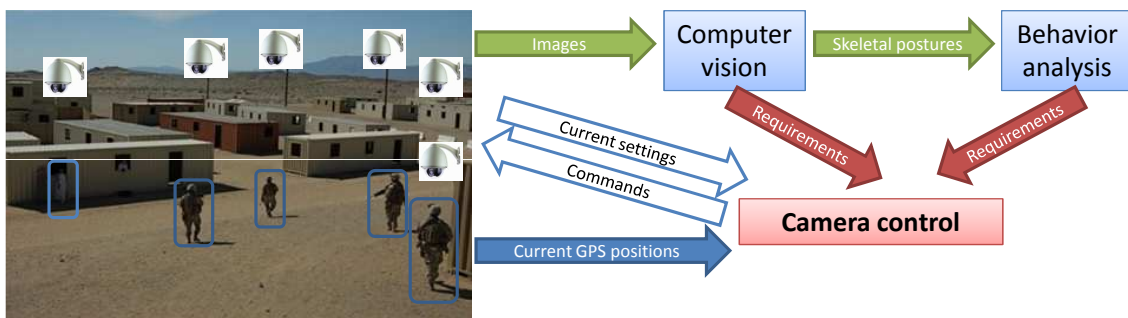 Images
Computer
vision
Skeletal postures
Behavior
analysis
Current settings
Commands
Requirements
Requirements
Camera control
Current GPS positions